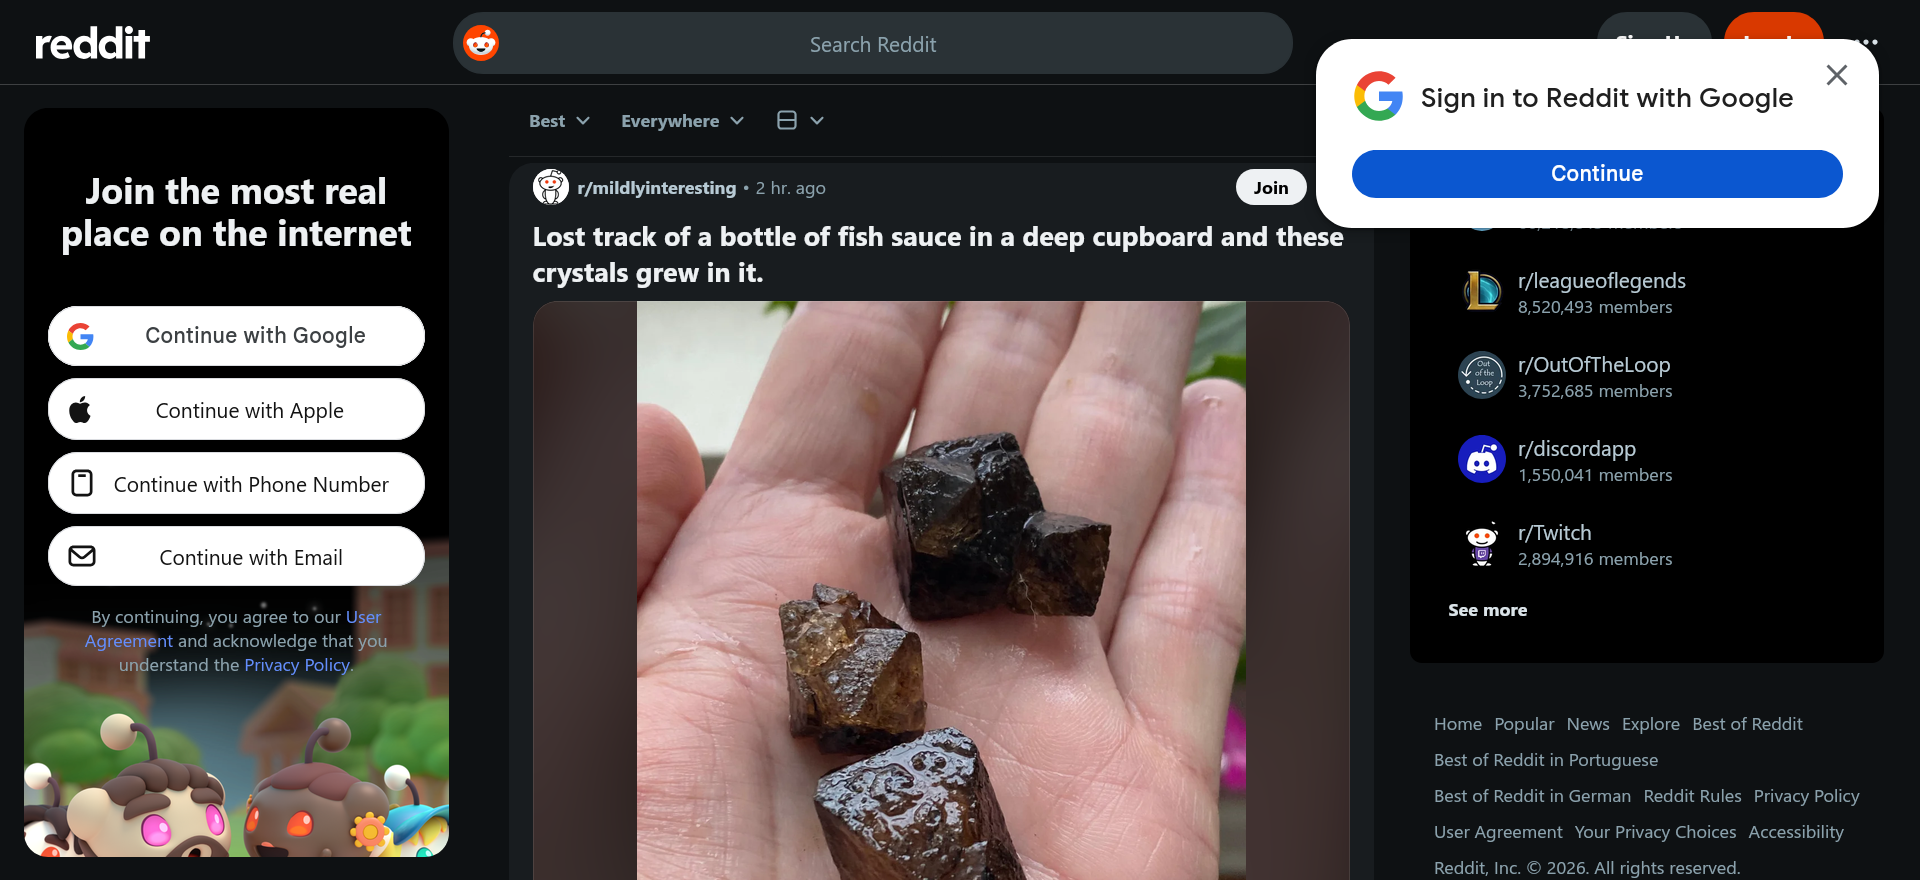 reddit
Search Reddit
Sign in to Reddit with Google
Continue
Join the most real
place on the internet
Continue with Google
Continue with Apple
Continue with Phone Number
Continue with Email
By continuing, you agree to our User
Agreement and acknowledge that you
understand the Privacy Policy.
Best
Everywhere
r/mildlyinteresting • 2 hr. ago
Join
Lost track of a bottle of fish sauce in a deep cupboard and these
crystals grew in it.
r/leagueoflegends
8,520,493 members
Out
of the
Loop
r/OutOfTheLoop
3,752,685 members
r/discordapp
1,550,041 members
r/Twitch
2,894,916 members
See more
Home Popular News Explore Best of Reddit
Best of Reddit in Portuguese
Best of Reddit in German Reddit Rules Privacy Policy
User Agreement Your Privacy Choices Accessibility
Reddit, Inc. © 2026. All rights reserved.